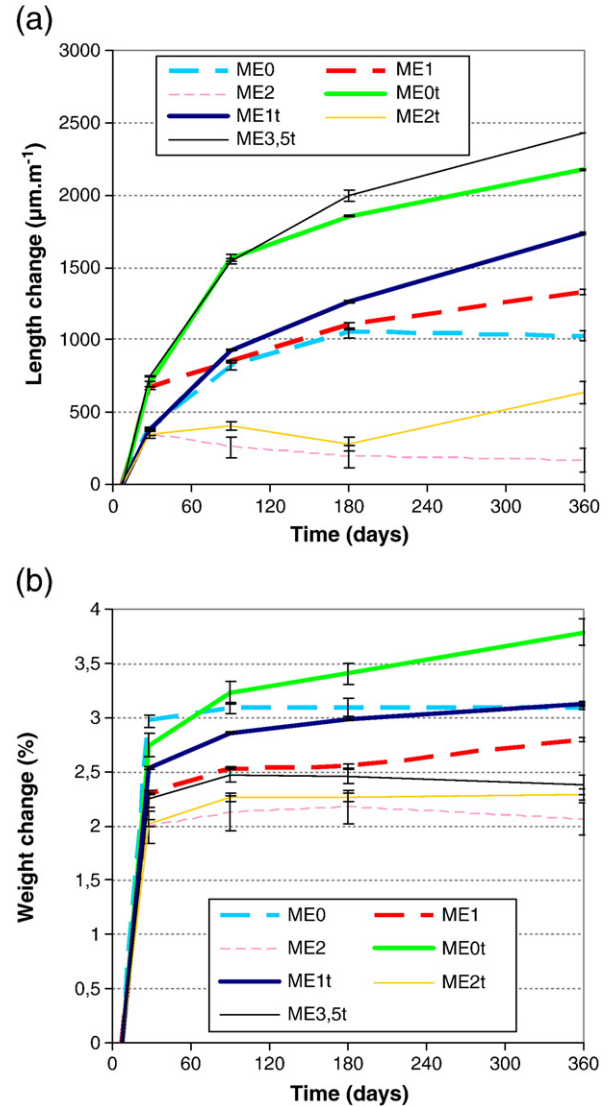 (a)
3000
2500
2000
1500
1000
500
0
Length change (µm.m⁻¹)
ME0 ME1
ME2 ME0t
ME1t ME2t
ME3,5t
0 60 120 180 240 300 360
Time (days)
(b)
4
3,5
3
2,5
2
1,5
1
0,5
0
Weight change (%)
ME0 ME1
ME2 ME0t
ME1t ME2t
ME3,5t
0 60 120 180 240 300 360
Time (days)